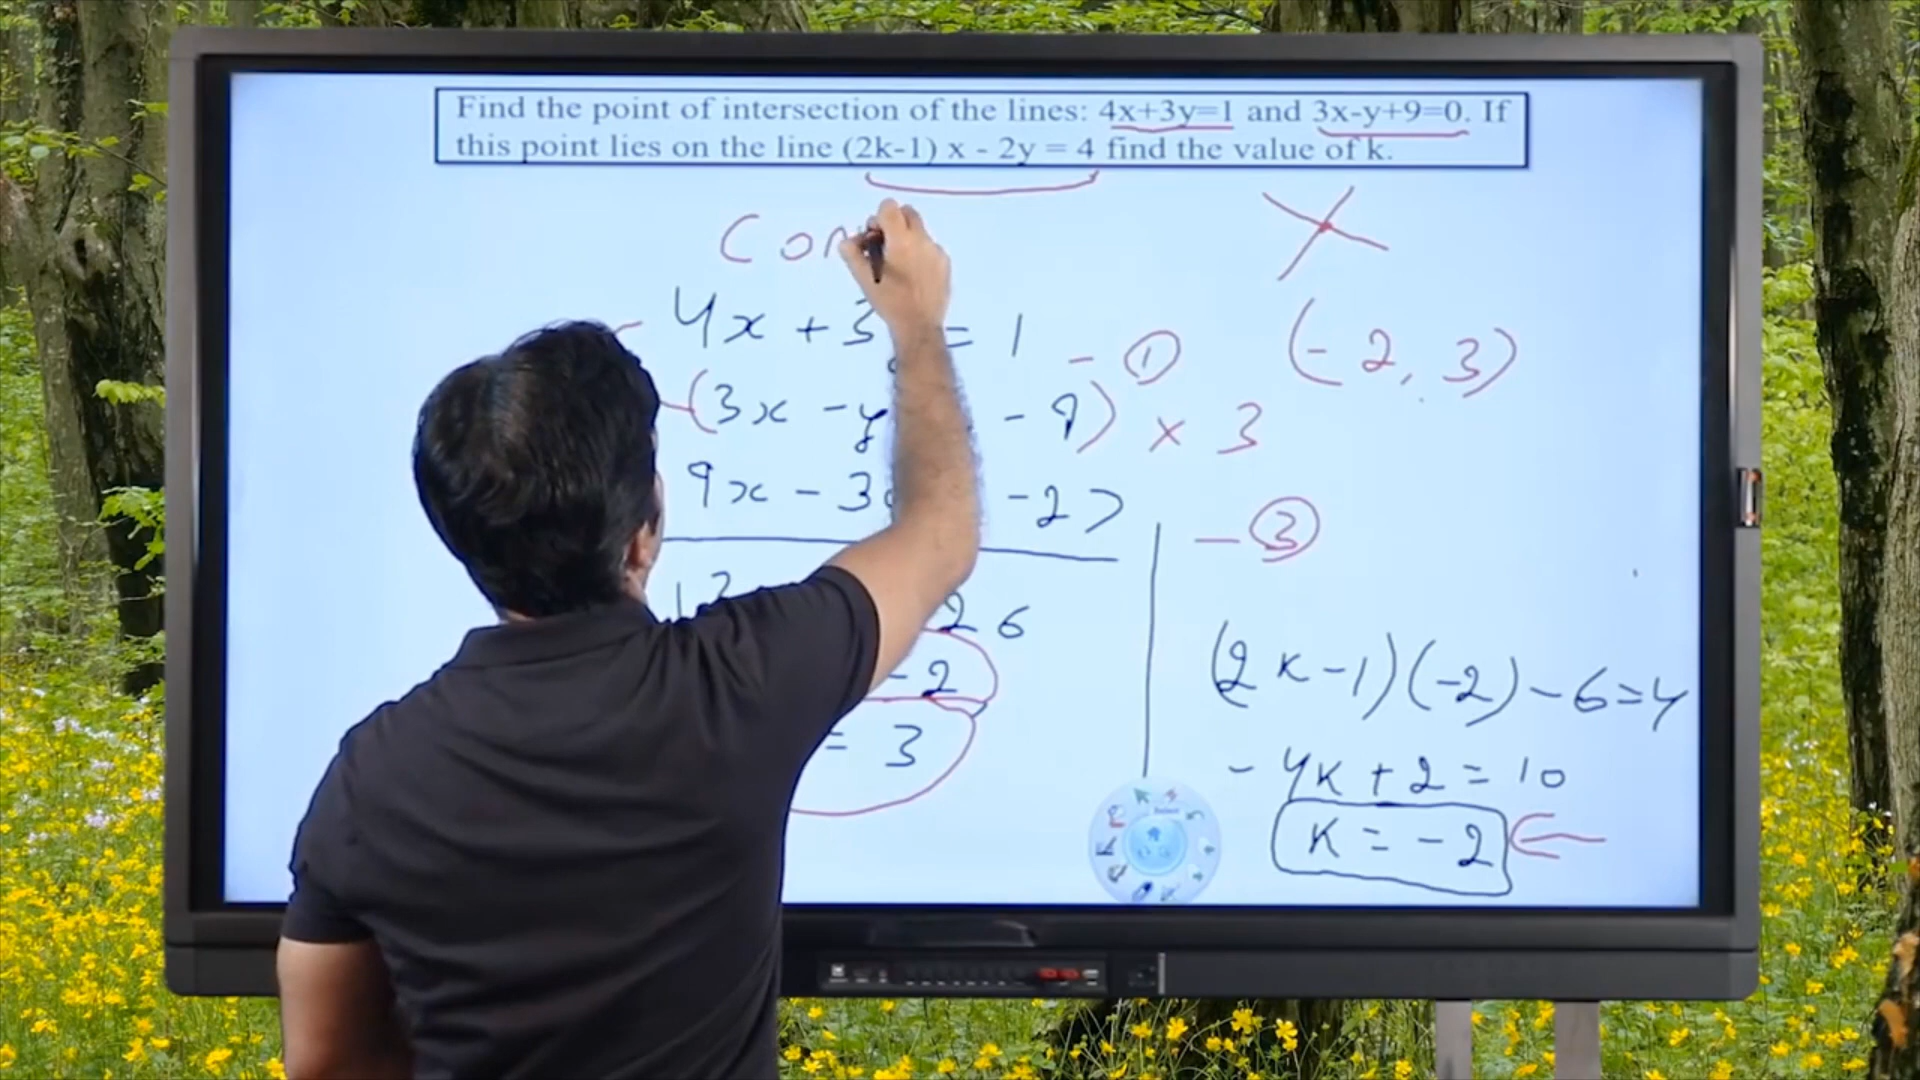 Find the point of intersection of the lines: 4x+3y=1 and 3x-y+9=0. If
this point lies on the line (2k-1) x - 2y = 4 find the value of k.
Con
4x + 3 = 1 - ①
(3x - y - 9) × 3
9x - 3 - 27 - ③
12 26
- 2
= 3
(-2, 3)
(2k-1)(-2) - 6 = 4
- 4k + 2 = 10
k = -2